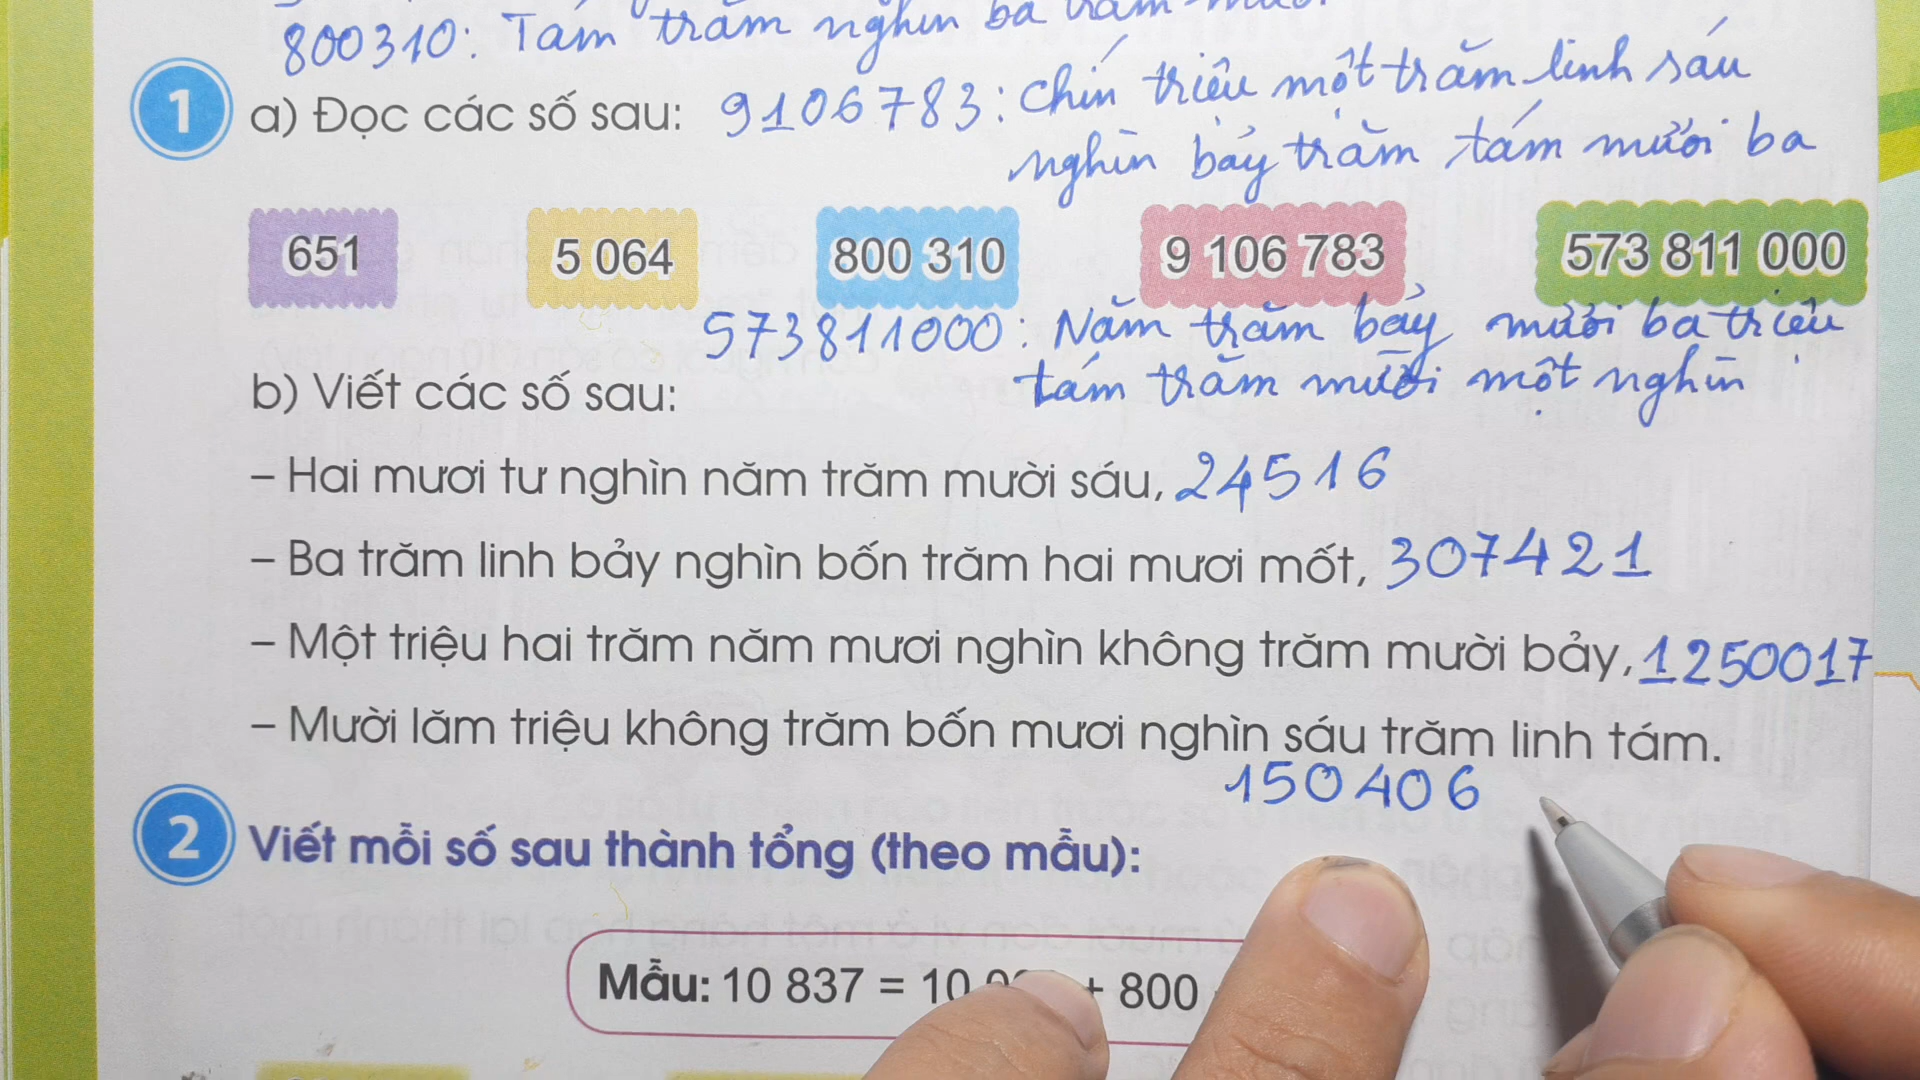 800310: Tám trăm nghìn ba trăm mười
1 a) Đọc các số sau: 9106783: Chín triệu một trăm linh sáu
nghìn bảy trăm tám mươi ba
651 5 064 800 310 9 106 783 573 811 000
573811000: Năm trăm bảy mươi ba triệu
b) Viết các số sau: tám trăm mười một nghìn
– Hai mươi tư nghìn năm trăm mười sáu, 24516
– Ba trăm linh bảy nghìn bốn trăm hai mươi mốt, 307421
– Một triệu hai trăm năm mươi nghìn không trăm mười bảy, 1250017
– Mười lăm triệu không trăm bốn mươi nghìn sáu trăm linh tám.
150406
2 Viết mỗi số sau thành tổng (theo mẫu):
Mẫu: 10 837 = 10 + 800